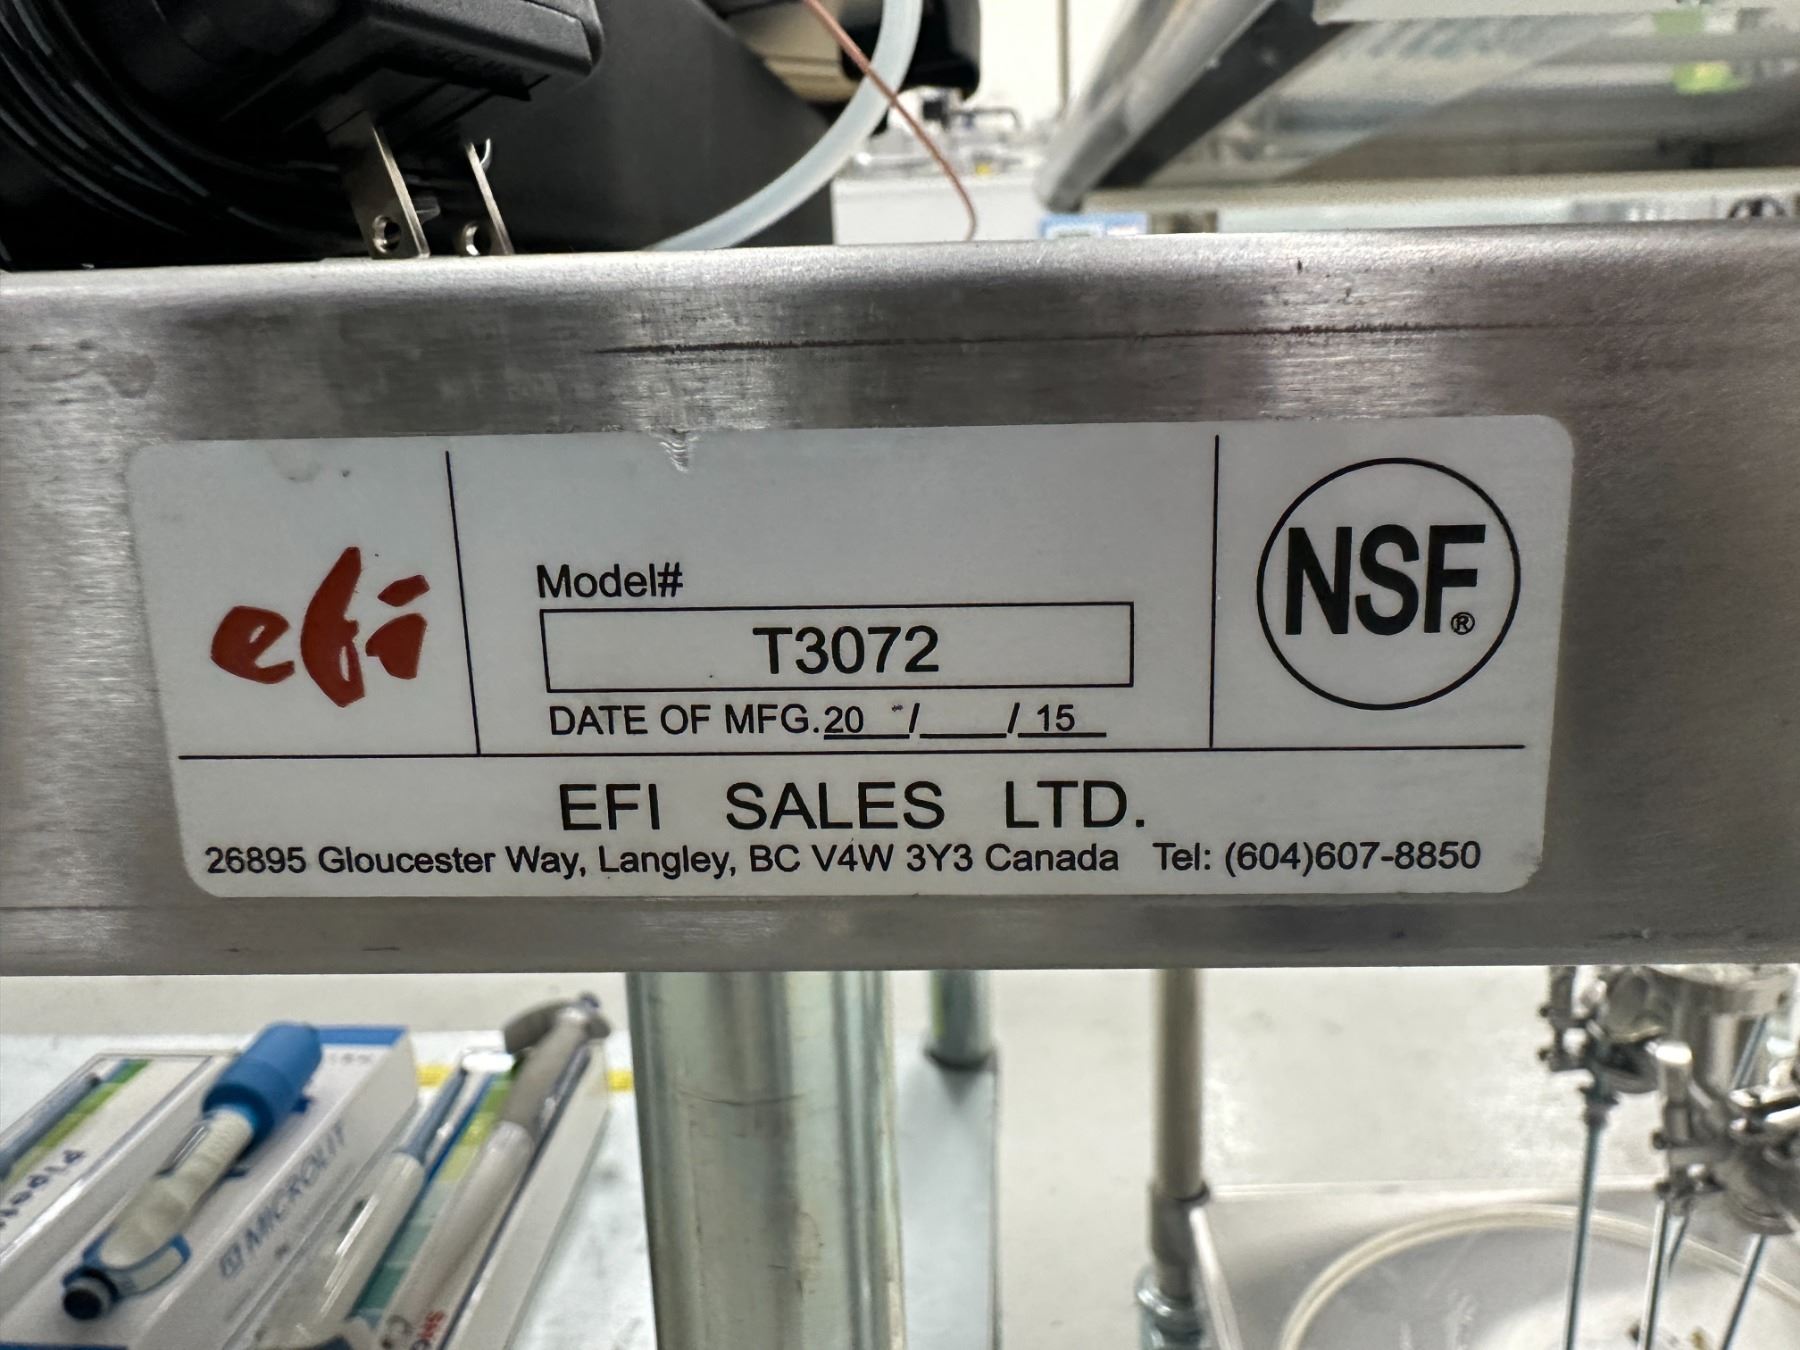 efi
Model#
T3072
DATE OF MFG.20 / / 15
NSF®
EFI SALES LTD.
26895 Gloucester Way, Langley, BC V4W 3Y3 Canada Tel: (604)607-8850
MICROLIT